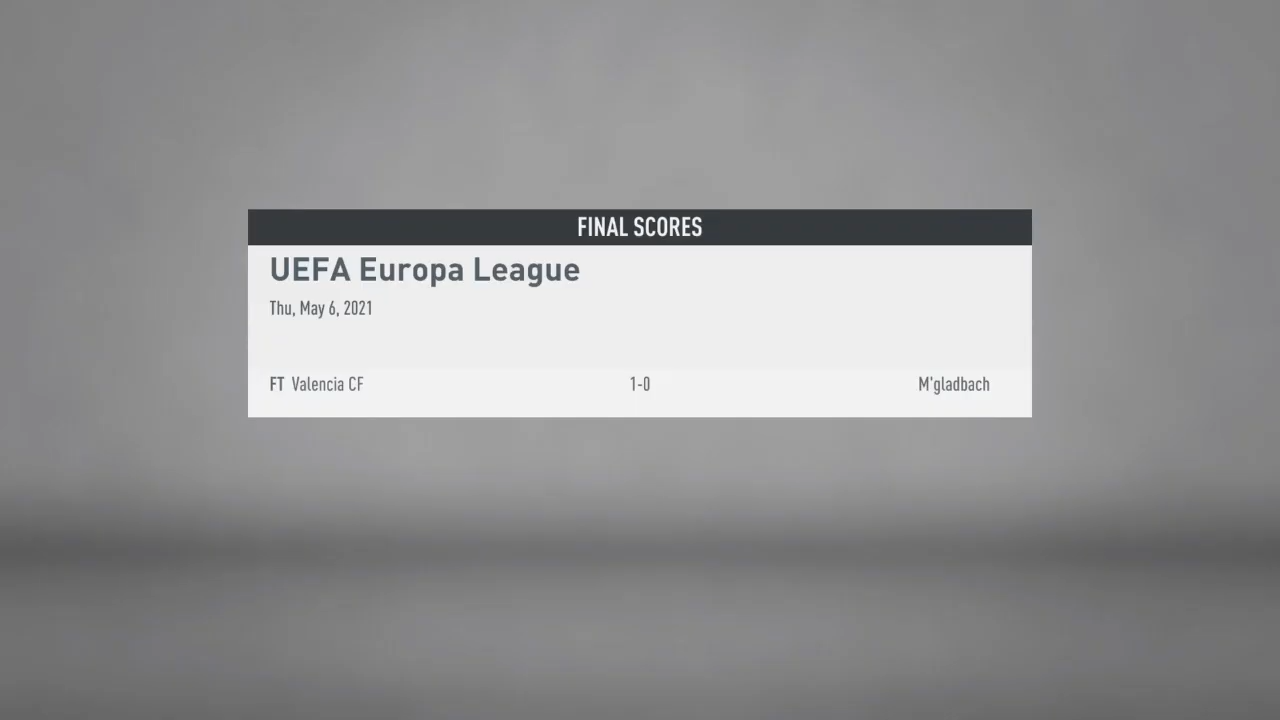 FINAL SCORES
UEFA Europa League
Thu, May 6, 2021
FT Valencia CF 1-0 M'gladbach